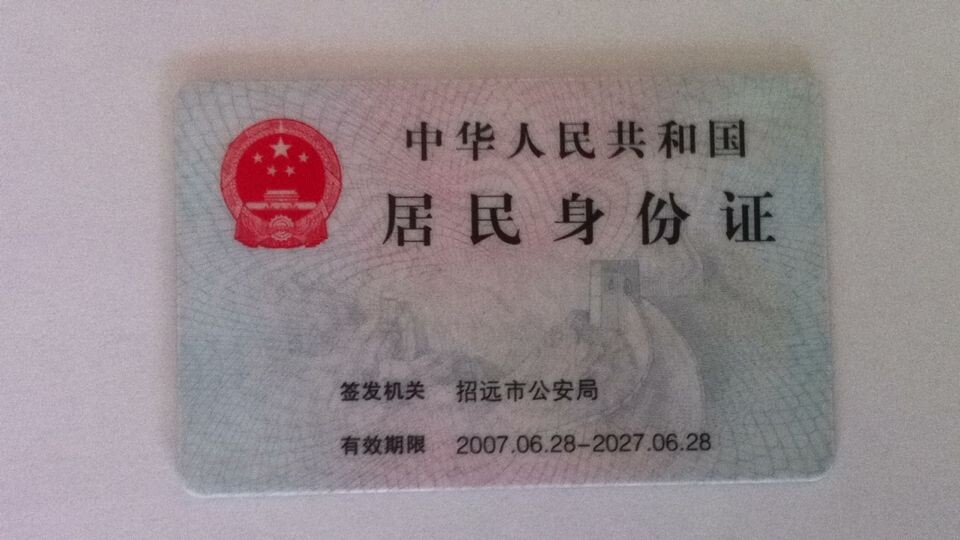 中华人民共和国
居民身份证
签发机关 招远市公安局
有效期限 2007.06.28-2027.06.28